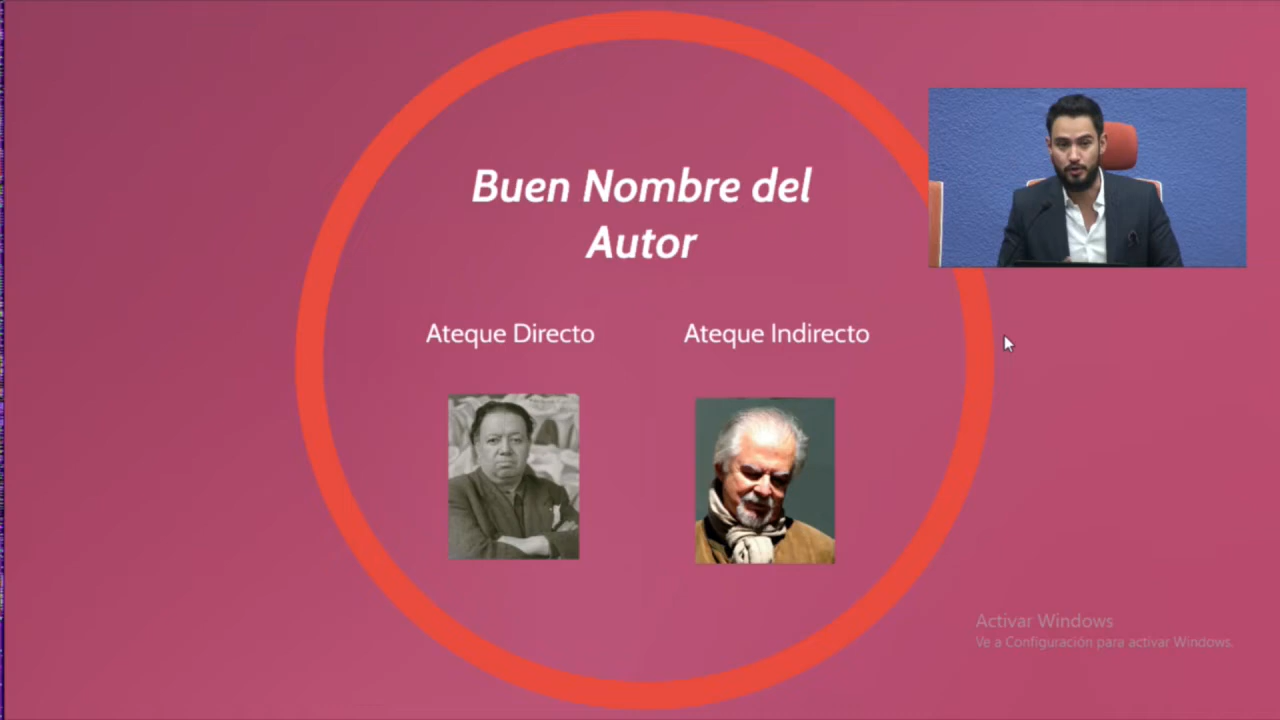 Buen Nombre del
Autor
Ateque Directo
Ateque Indirecto
Activar Windows
Ve a Configuración para activar Windows.